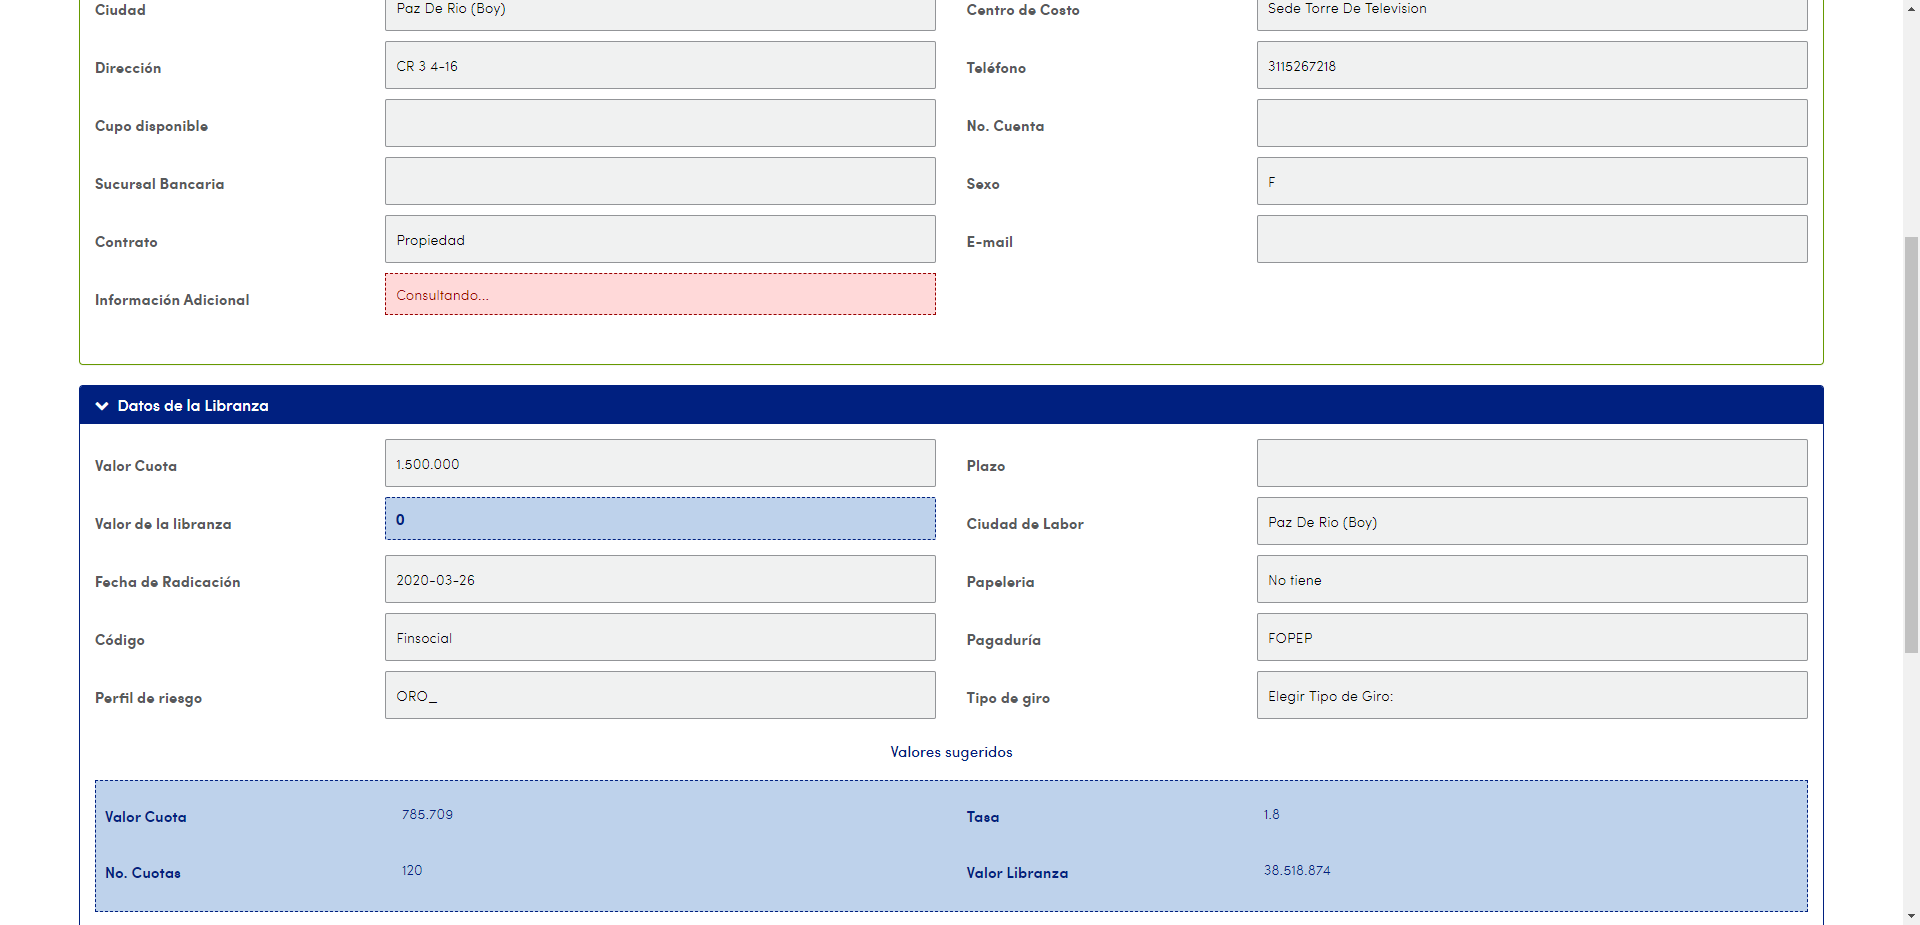 Ciudad Paz De Rio (Boy) Centro de Costo Sede Torre De Television
Dirección CR 3 4-16 Teléfono 3115267218
Cupo disponible No. Cuenta
Sucursal Bancaria Sexo F
Contrato Propiedad E-mail
Información Adicional Consultando...
Datos de la Libranza
Valor Cuota 1.500.000 Plazo
Valor de la libranza 0 Ciudad de Labor Paz De Rio (Boy)
Fecha de Radicación 2020-03-26 Papeleria No tiene
Código Finsocial Pagaduría FOPEP
Perfil de riesgo ORO_ Tipo de giro Elegir Tipo de Giro:
Valores sugeridos
Valor Cuota 785.709 Tasa 1.8
No. Cuotas 120 Valor Libranza 38.518.874